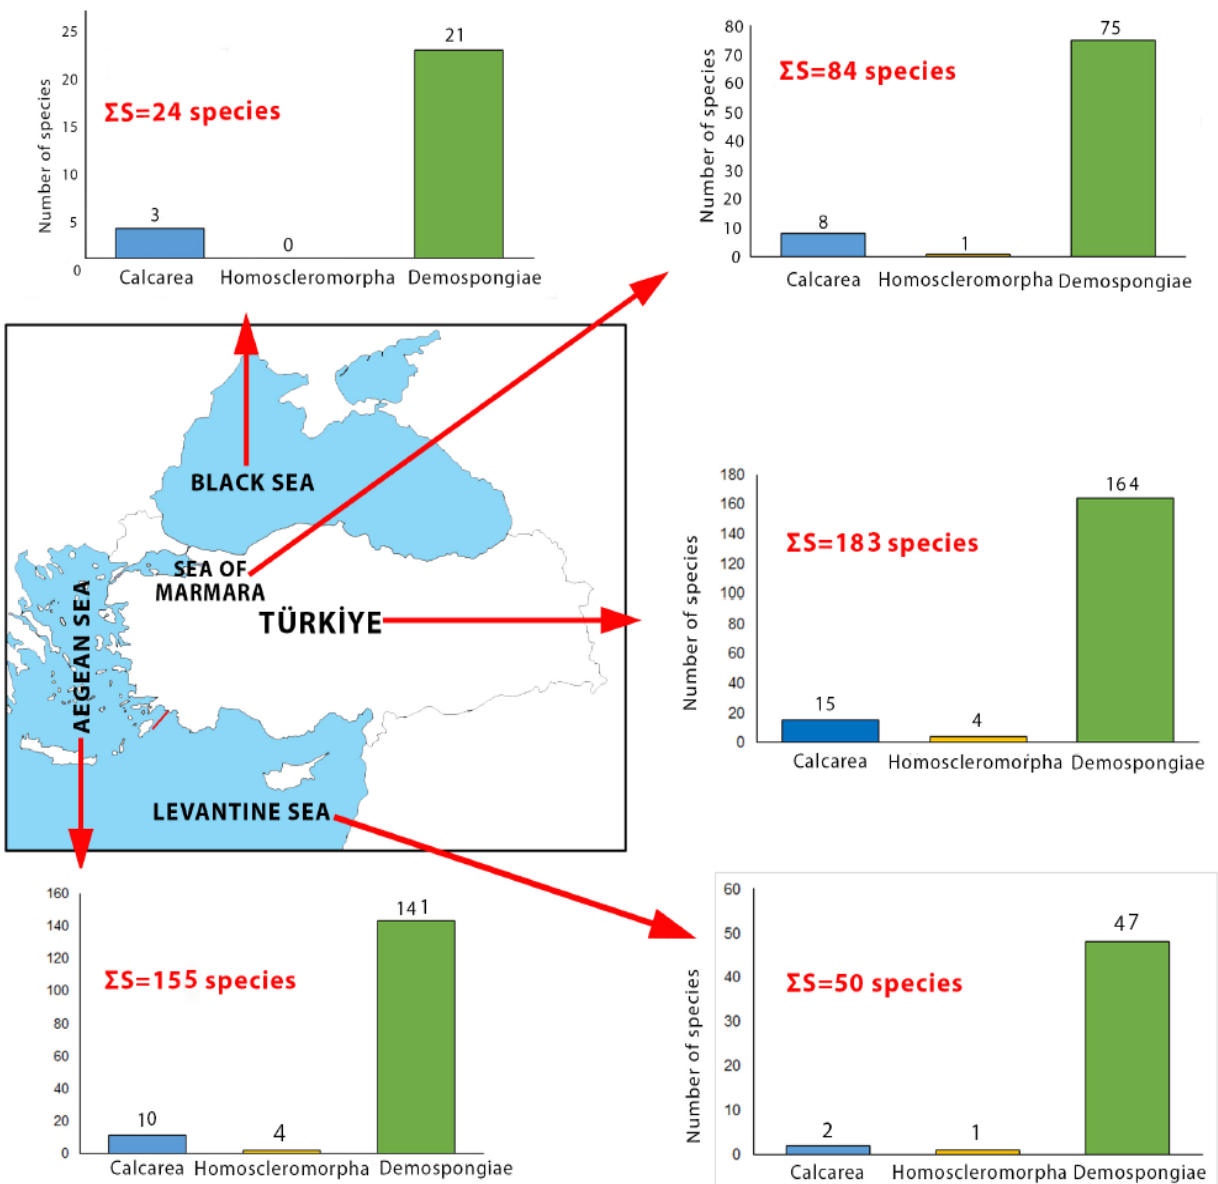 Number of species
25
20
15
10
5
0
ΣS=24 species
3
0
21
Calcarea Homoscleromorpha Demospongiae
Number of species
80
70
60
50
40
30
20
10
0
ΣS=84 species
8
1
75
Calcarea Homoscleromorpha Demospongiae
BLACK SEA
SEA OF
MARMARA
TÜRKİYE
AEGEAN SEA
LEVANTINE SEA
Number of species
180
160
140
120
100
80
60
40
20
0
ΣS=183 species
15
4
164
Calcarea Homoscleromorpha Demospongiae
160
140
120
100
80
60
40
20
0
ΣS=155 species
10
4
141
Calcarea Homoscleromorpha Demospongiae
Number of species
60
50
40
30
20
10
0
ΣS=50 species
2
1
47
Calcarea Homoscleromorpha Demospongiae